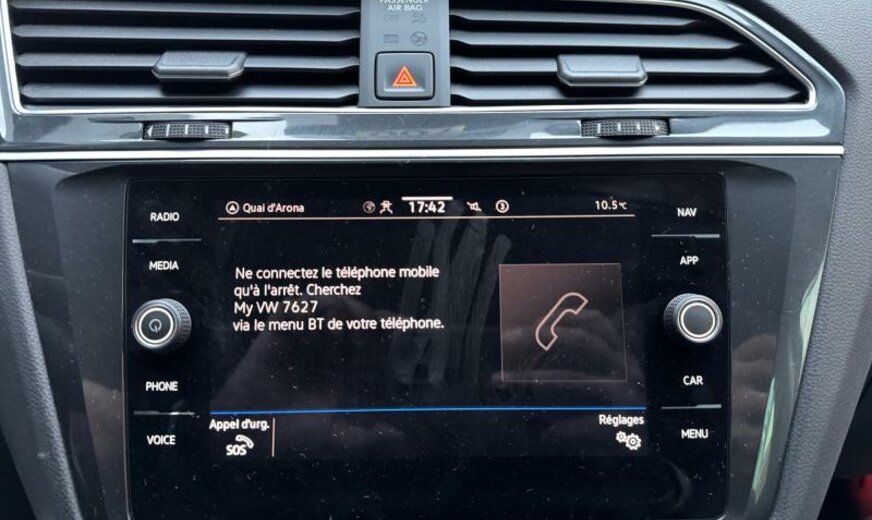 PASSENGER
AIR BAG
OFF
RADIO
MEDIA
PHONE
VOICE
Quai d'Arona
17:42
3
10.5°C
Ne connectez le téléphone mobile
qu'à l'arrêt. Cherchez
My VW 7627
via le menu BT de votre téléphone.
Appel d'urg.
SOS
Réglages
NAV
APP
CAR
MENU